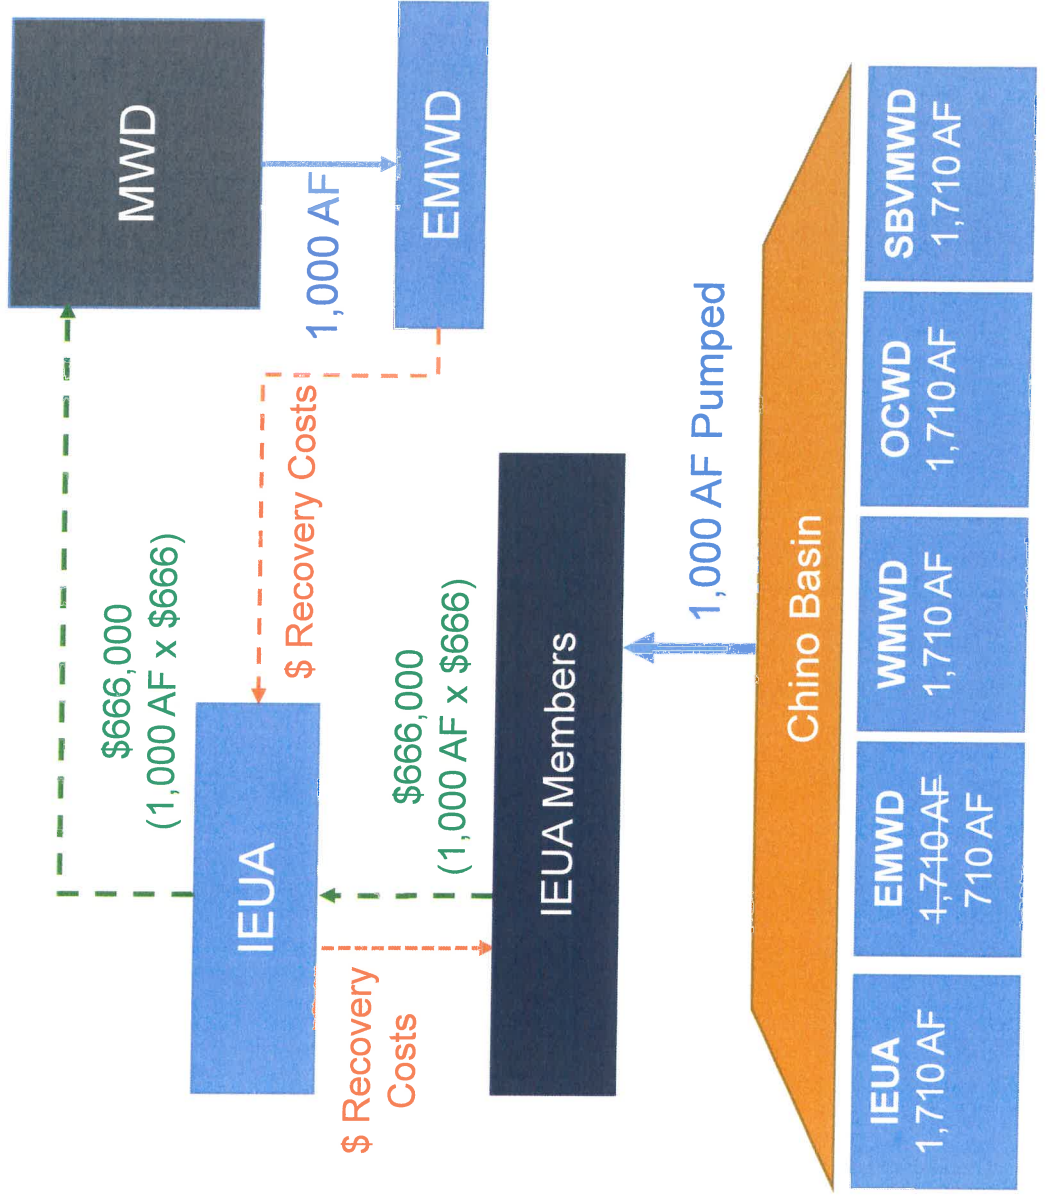 $666,000
(1,000 AF x $666)
MWD
IEUA
$ Recovery Costs
1,000 AF
EMWD
$ Recovery
Costs
$666,000
(1,000 AF x $666)
IEUA Members
1,000 AF Pumped
Chino Basin
IEUA
1,710 AF
EMWD
1,710 AF
710 AF
WMWD
1,710 AF
OCWD
1,710 AF
SBVMWD
1,710 AF